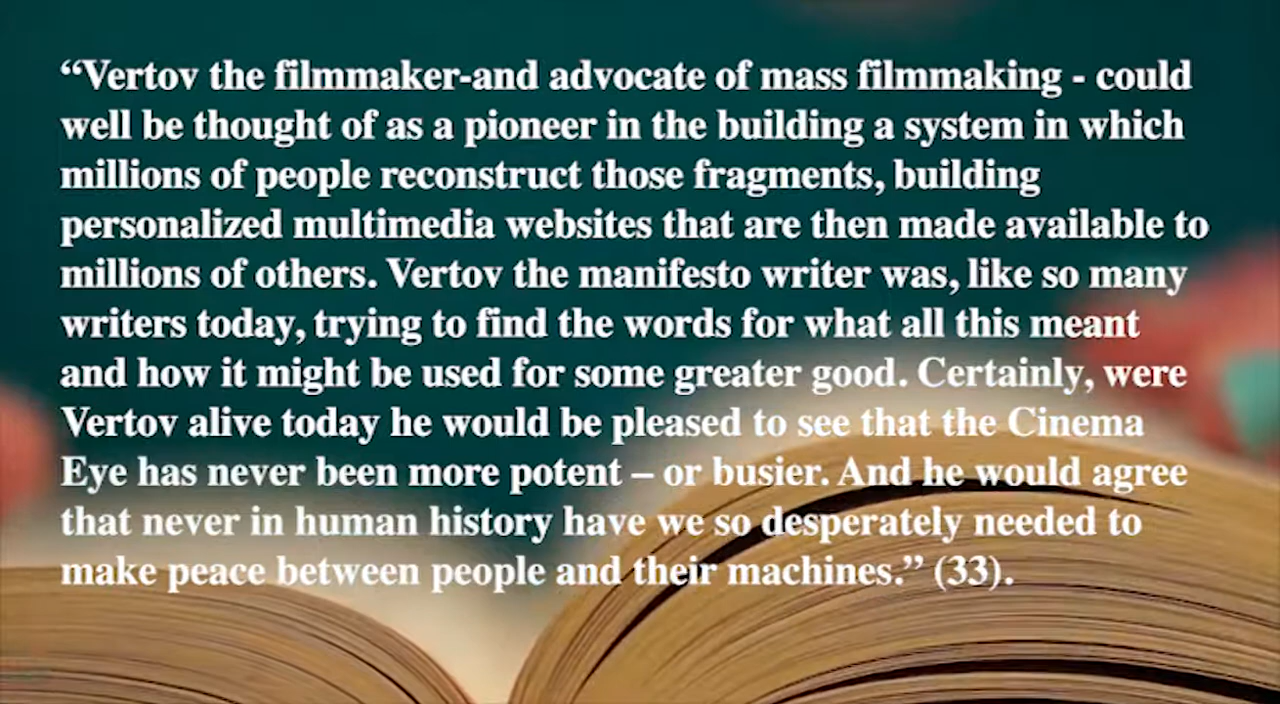 “Vertov the filmmaker-and advocate of mass filmmaking - could
well be thought of as a pioneer in the building a system in which
millions of people reconstruct those fragments, building
personalized multimedia websites that are then made available to
millions of others. Vertov the manifesto writer was, like so many
writers today, trying to find the words for what all this meant
and how it might be used for some greater good. Certainly, were
Vertov alive today he would be pleased to see that the Cinema
Eye has never been more potent – or busier. And he would agree
that never in human history have we so desperately needed to
make peace between people and their machines.” (33).